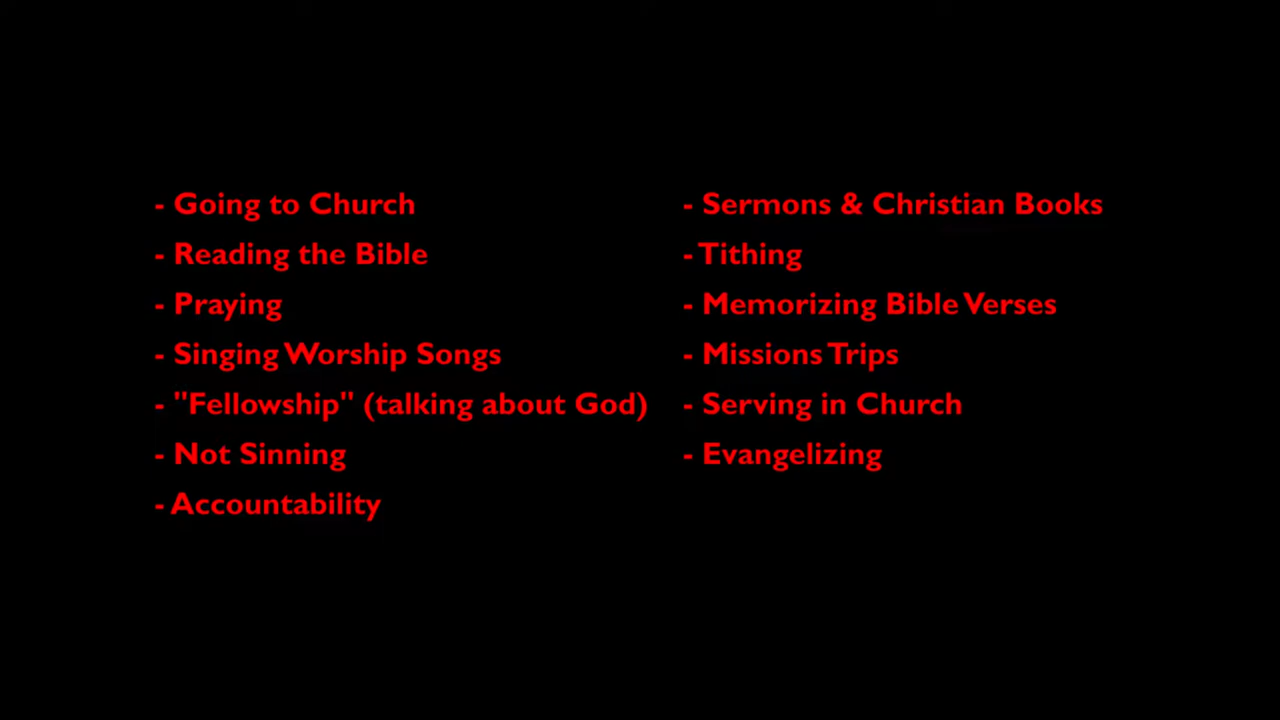 - Going to Church
- Reading the Bible
- Praying
- Singing Worship Songs
- "Fellowship" (talking about God)
- Not Sinning
- Accountability
- Sermons & Christian Books
- Tithing
- Memorizing Bible Verses
- Missions Trips
- Serving in Church
- Evangelizing